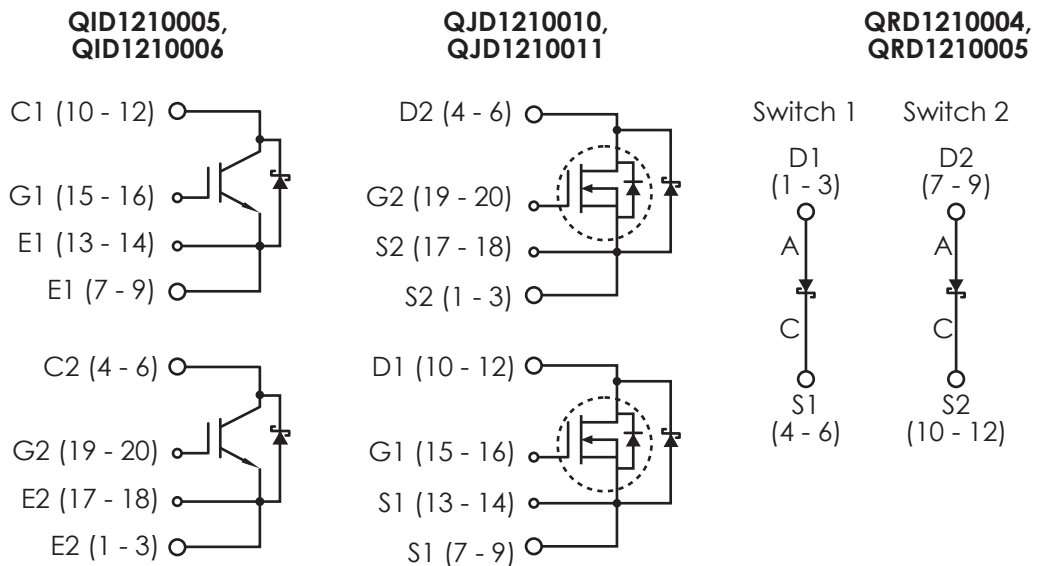 QID1210005,
QID1210006
C1 (10 - 12)
G1 (15 - 16)
E1 (13 - 14)
E1 (7 - 9)
C2 (4 - 6)
G2 (19 - 20)
E2 (17 - 18)
E2 (1 - 3)
QJD1210010,
QJD1210011
D2 (4 - 6)
G2 (19 - 20)
S2 (17 - 18)
S2 (1 - 3)
D1 (10 - 12)
G1 (15 - 16)
S1 (13 - 14)
S1 (7 - 9)
QRD1210004,
QRD1210005
Switch 1
D1
(1 - 3)
A
C
S1
(4 - 6)
Switch 2
D2
(7 - 9)
A
C
S2
(10 - 12)